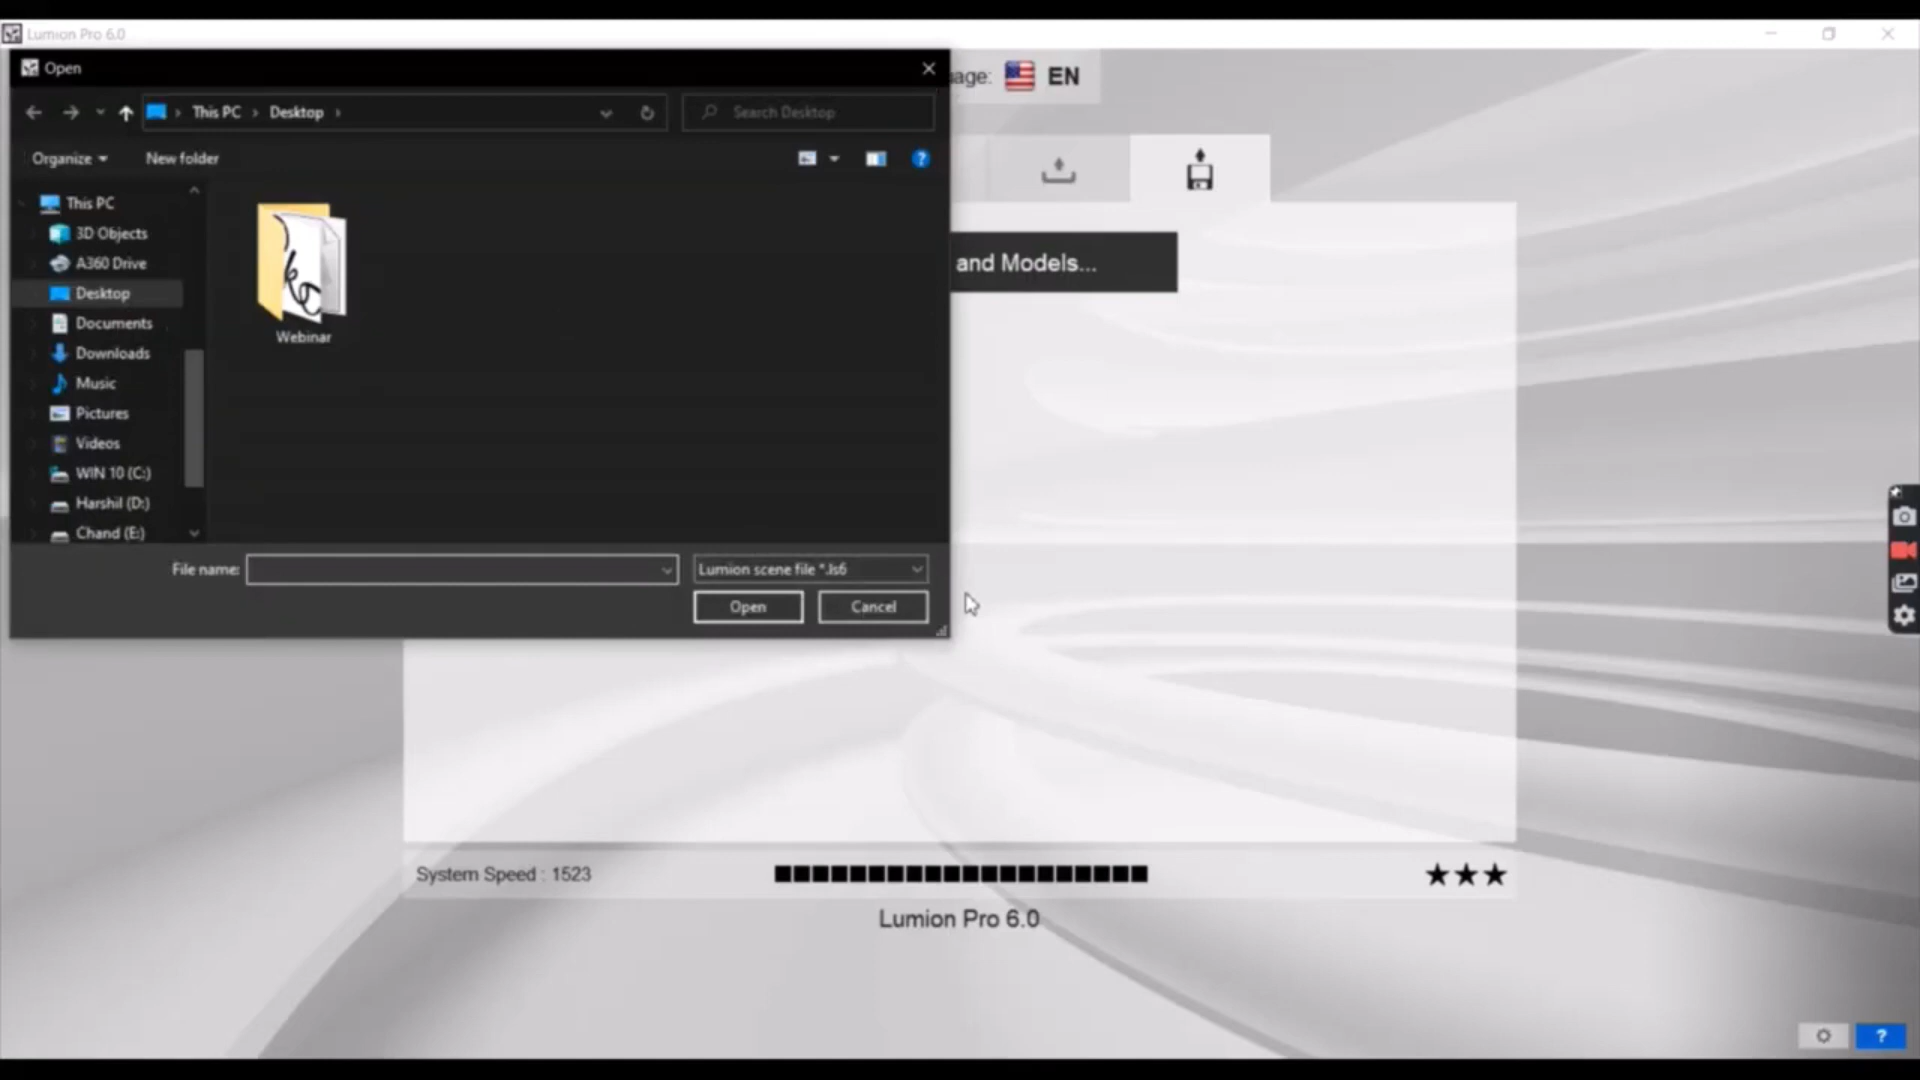 Lumion Pro 6.0
Open
This PC > Desktop >
Search Desktop
age: EN
Organize
New folder
?
This PC
3D Objects
A360 Drive
Desktop
Documents
Downloads
Music
Pictures
Videos
WIN 10 (C:)
Harshil (D:)
Chand (E:)
Webinar
and Models...
File name:
Lumion scene file *.ls6
Open
Cancel
System Speed : 1523
Lumion Pro 6.0
?